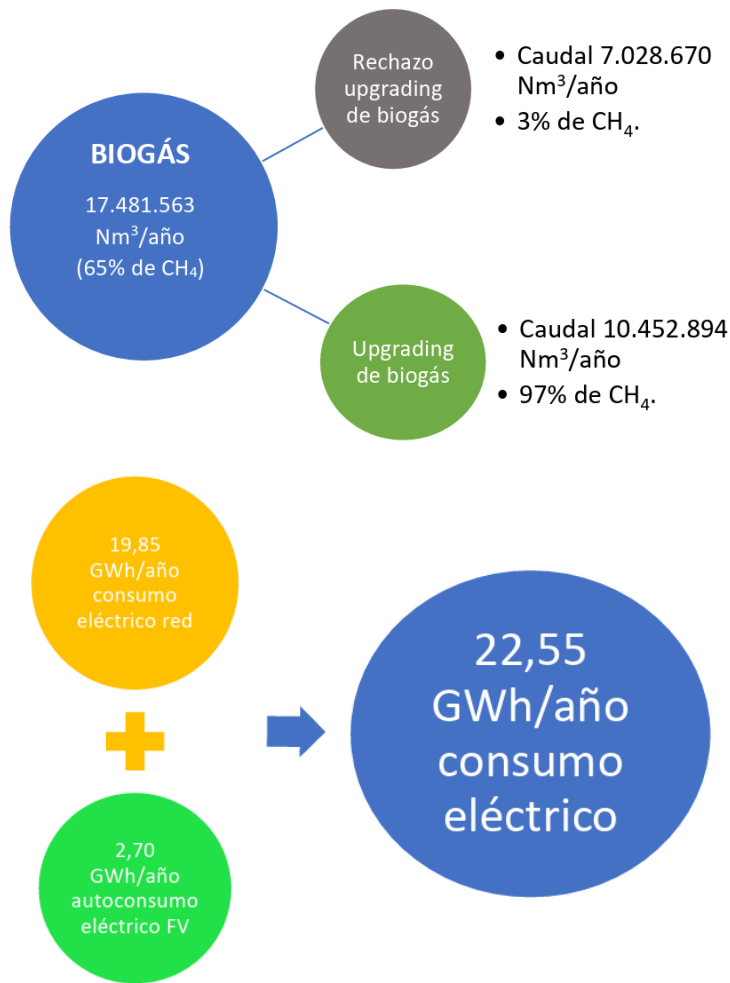 BIOGÁS
17.481.563
Nm³/año
(65% de CH₄)
Rechazo
upgrading
de biogás
• Caudal 7.028.670
Nm³/año
• 3% de CH₄.
Upgrading
de biogás
• Caudal 10.452.894
Nm³/año
• 97% de CH₄.
19,85
GWh/año
consumo
eléctrico red
2,70
GWh/año
autoconsumo
eléctrico FV
22,55
GWh/año
consumo
eléctrico